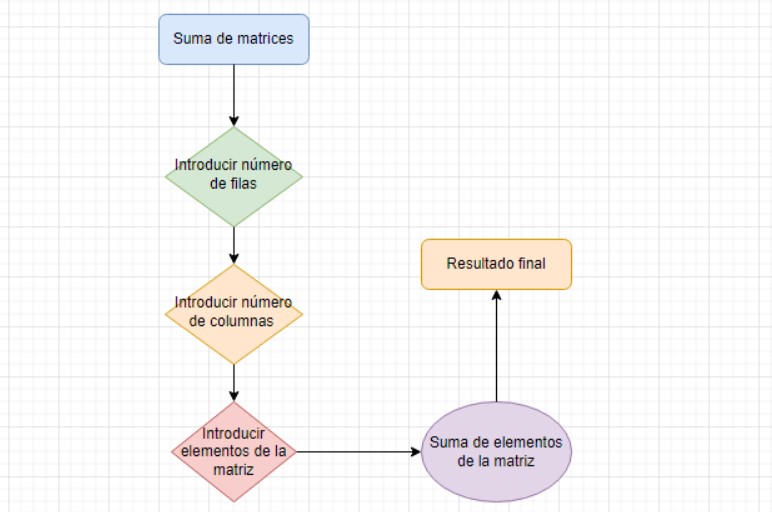 Suma de matrices
Introducir número
de filas
Introducir número
de columnas
Introducir
elementos de la
matriz
Suma de elementos
de la matriz
Resultado final